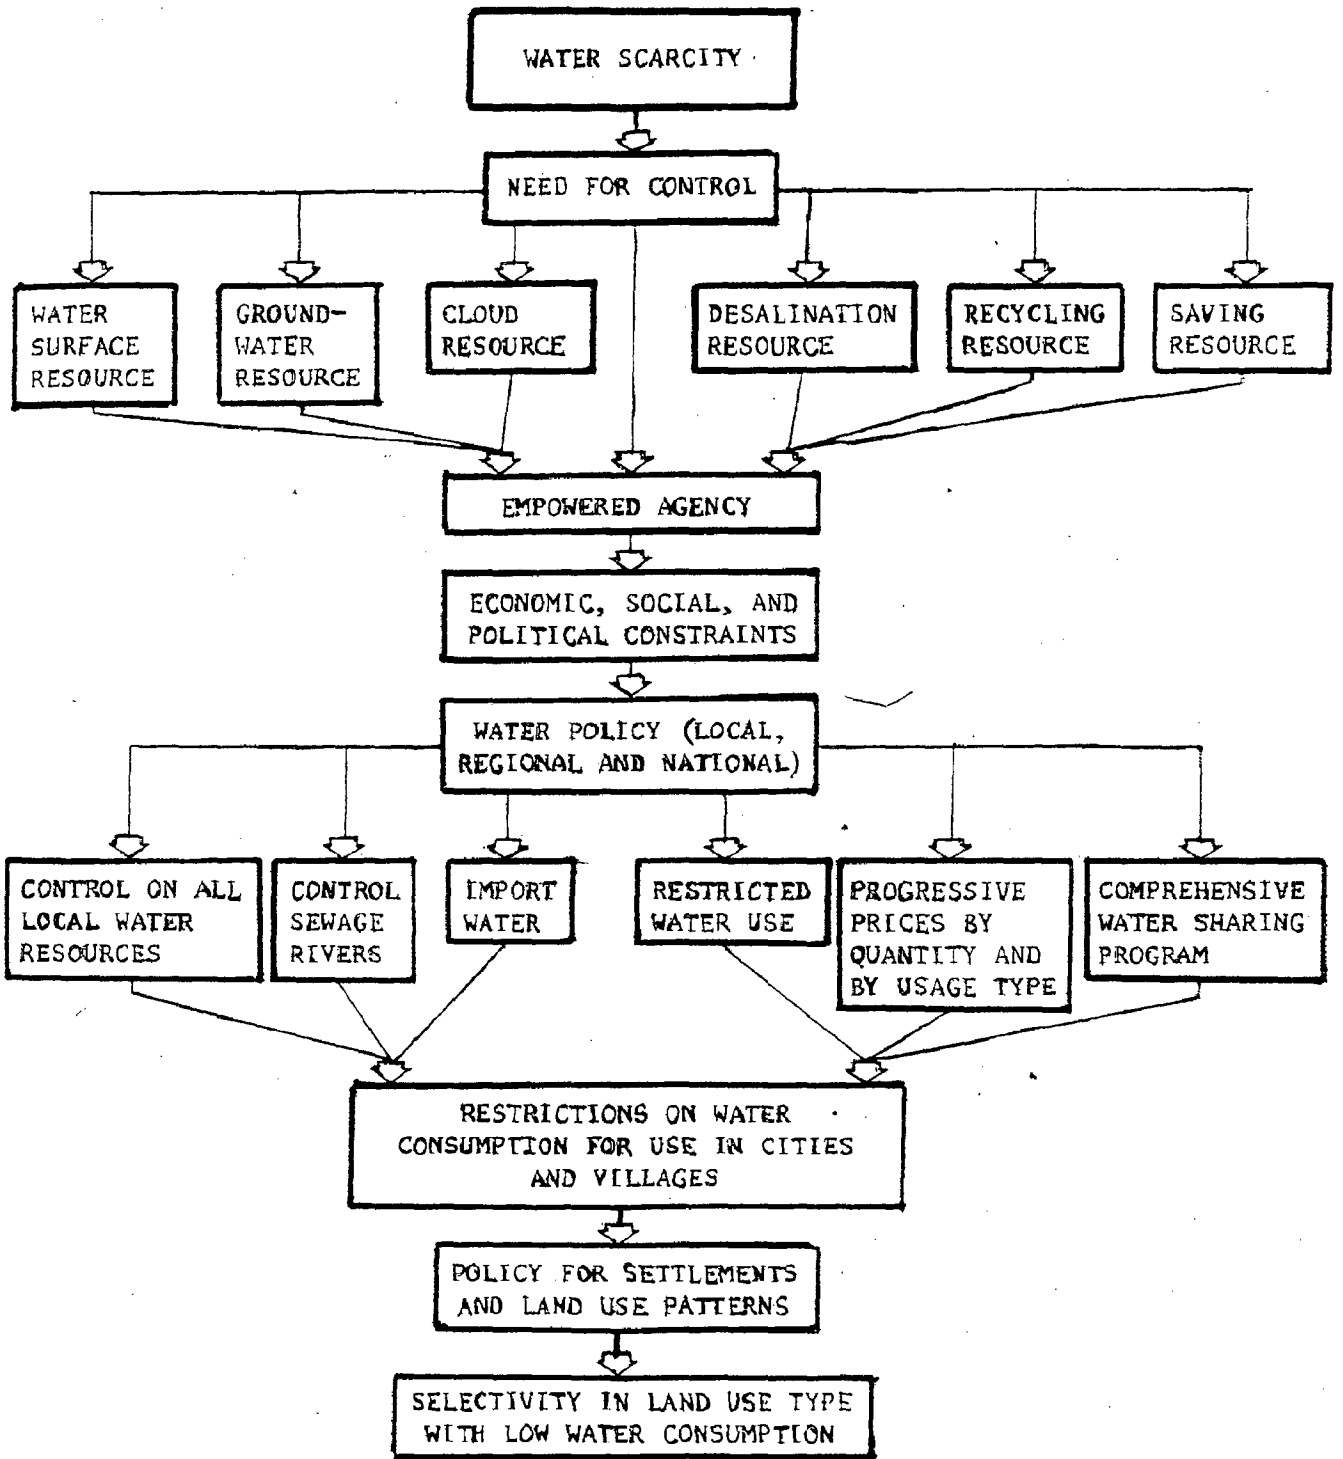 WATER SCARCITY
NEED FOR CONTROL
WATER
SURFACE
RESOURCE
GROUND-
WATER
RESOURCE
CLOUD
RESOURCE
DESALINATION
RESOURCE
RECYCLING
RESOURCE
SAVING
RESOURCE
EMPOWERED AGENCY
ECONOMIC, SOCIAL, AND
POLITICAL CONSTRAINTS
WATER POLICY (LOCAL,
REGIONAL AND NATIONAL)
CONTROL ON ALL
LOCAL WATER
RESOURCES
CONTROL
SEWAGE
RIVERS
IMPORT
WATER
RESTRICTED
WATER USE
PROGRESSIVE
PRICES BY
QUANTITY AND
BY USAGE TYPE
COMPREHENSIVE
WATER SHARING
PROGRAM
RESTRICTIONS ON WATER
CONSUMPTION FOR USE IN CITIES
AND VILLAGES
POLICY FOR SETTLEMENTS
AND LAND USE PATTERNS
SELECTIVITY IN LAND USE TYPE
WITH LOW WATER CONSUMPTION